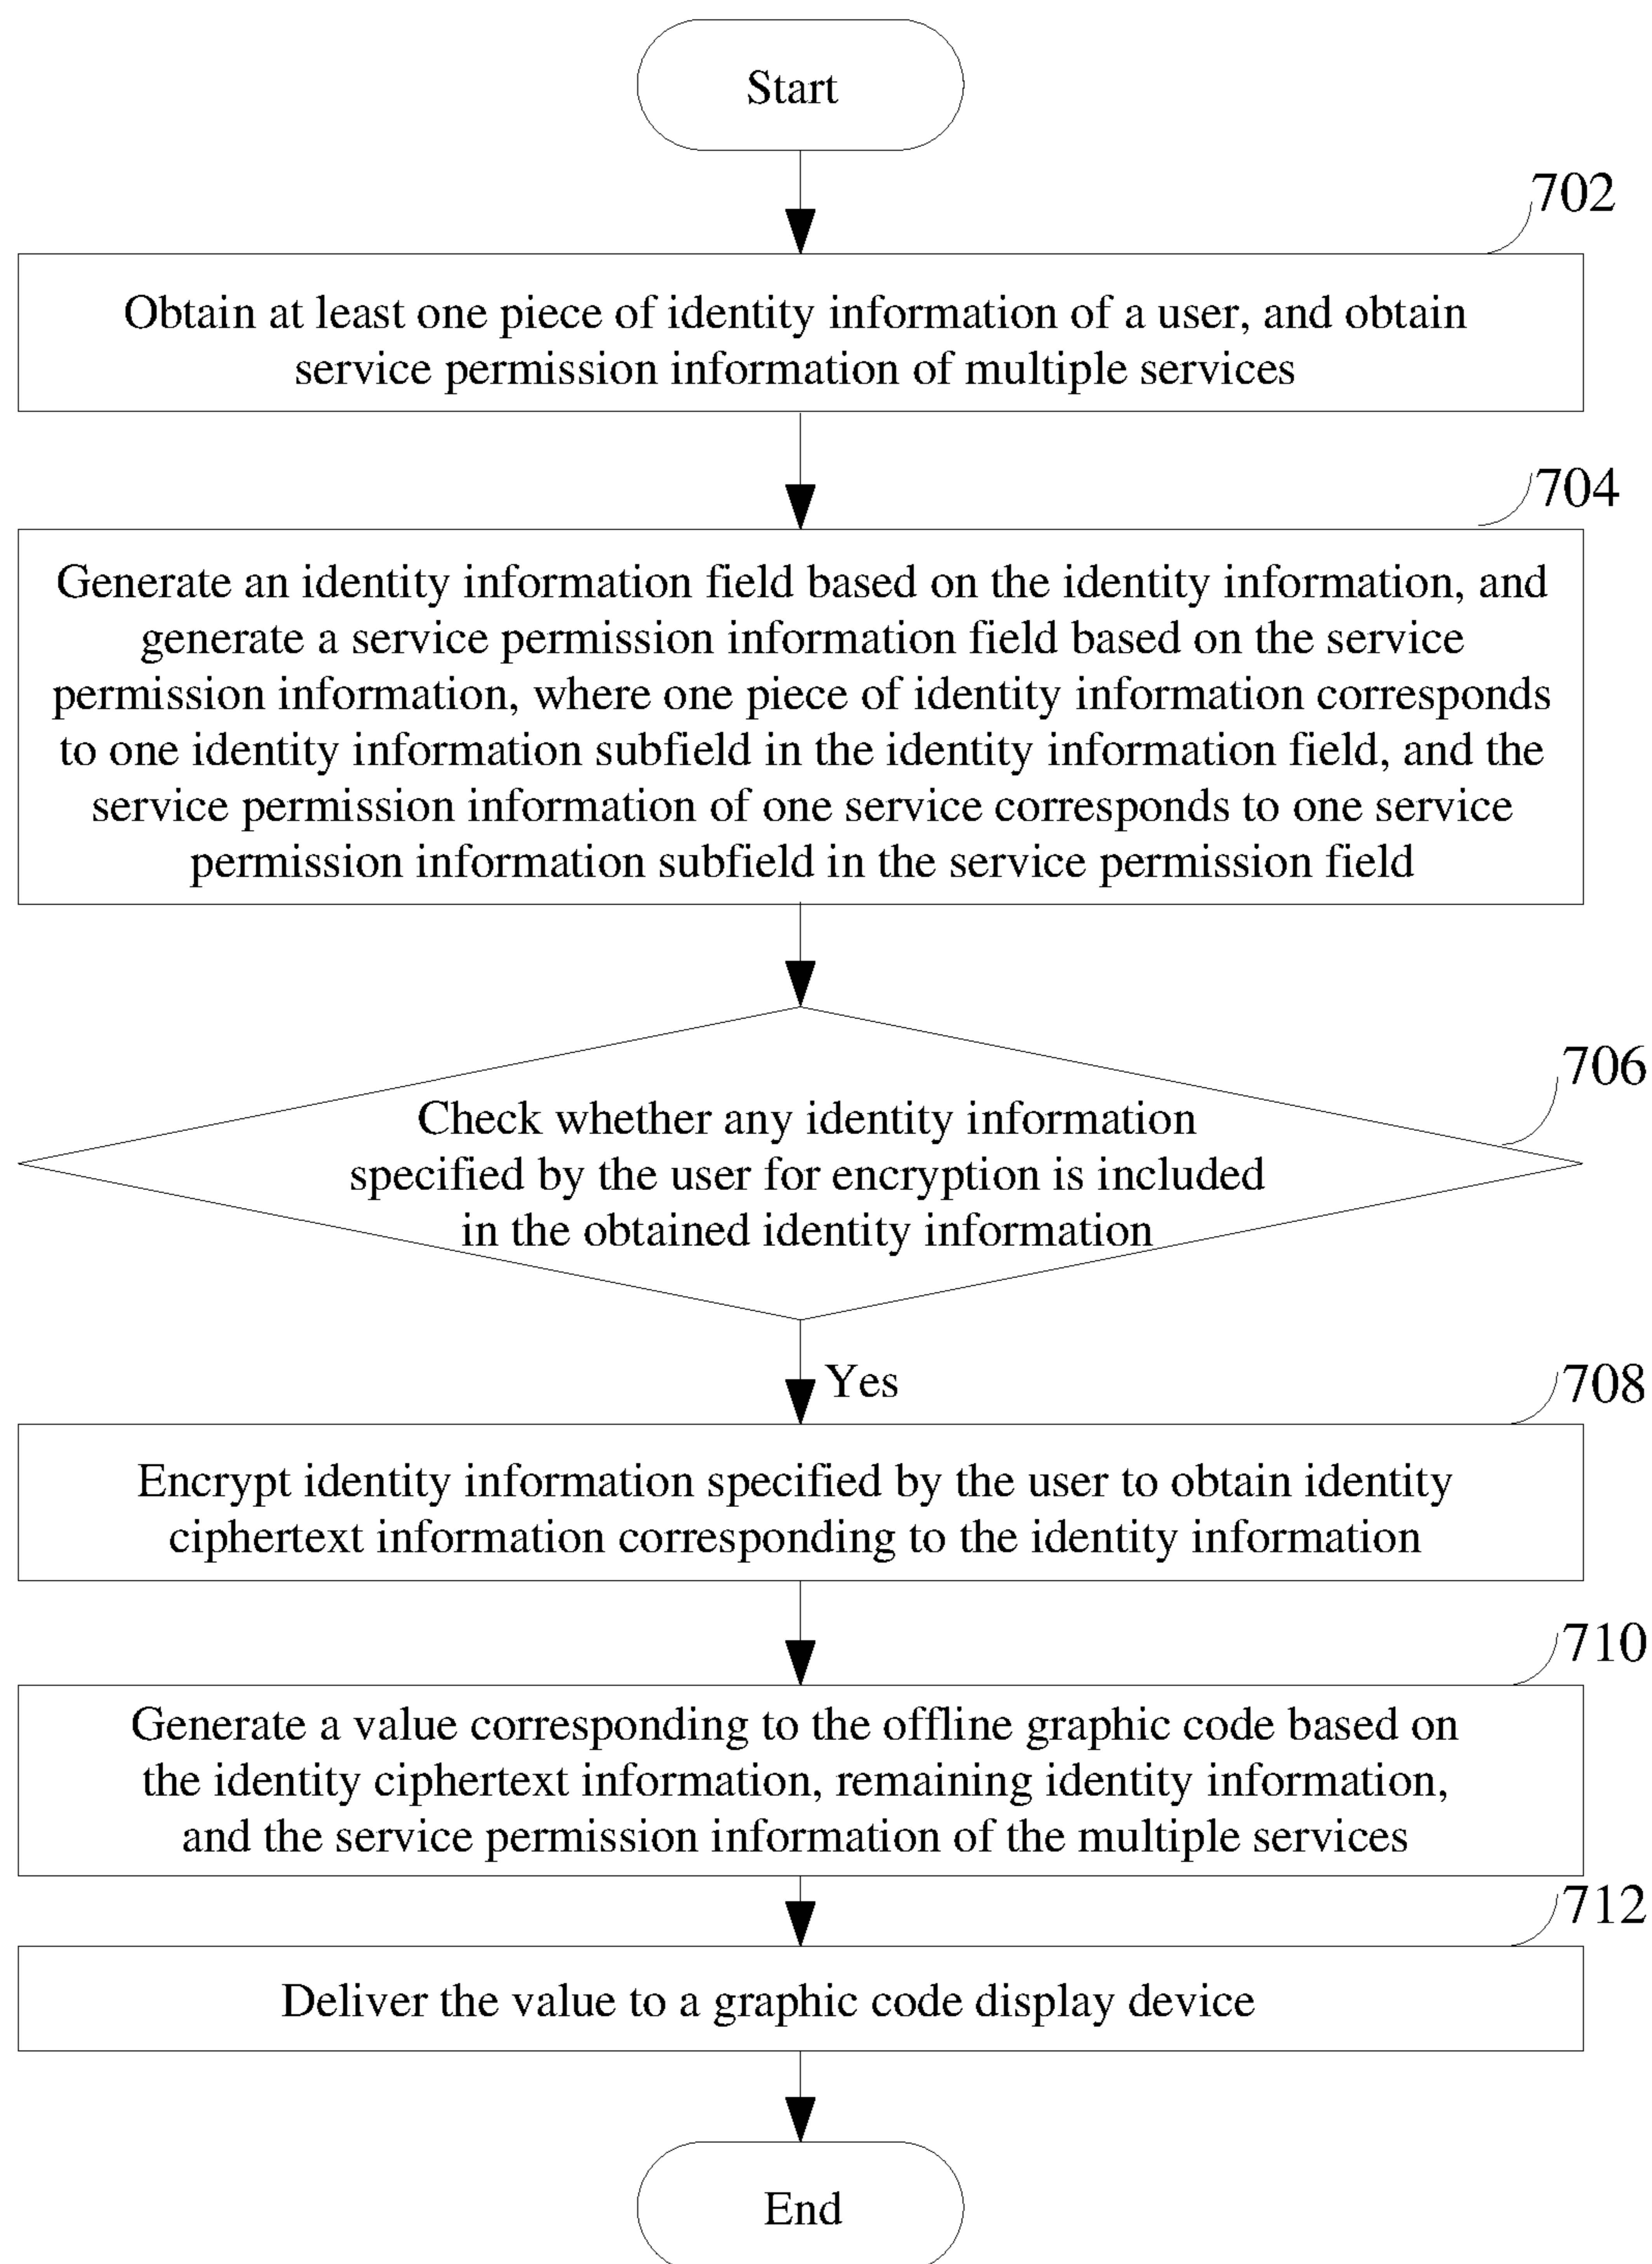 Start
702
Obtain at least one piece of identity information of a user, and obtain
service permission information of multiple services
704
Generate an identity information field based on the identity information, and
generate a service permission information field based on the service
permission information, where one piece of identity information corresponds
to one identity information subfield in the identity information field, and the
service permission information of one service corresponds to one service
permission information subfield in the service permission field
706
Check whether any identity information
specified by the user for encryption is included
in the obtained identity information
Yes
708
Encrypt identity information specified by the user to obtain identity
ciphertext information corresponding to the identity information
710
Generate a value corresponding to the offline graphic code based on
the identity ciphertext information, remaining identity information,
and the service permission information of the multiple services
712
Deliver the value to a graphic code display device
End